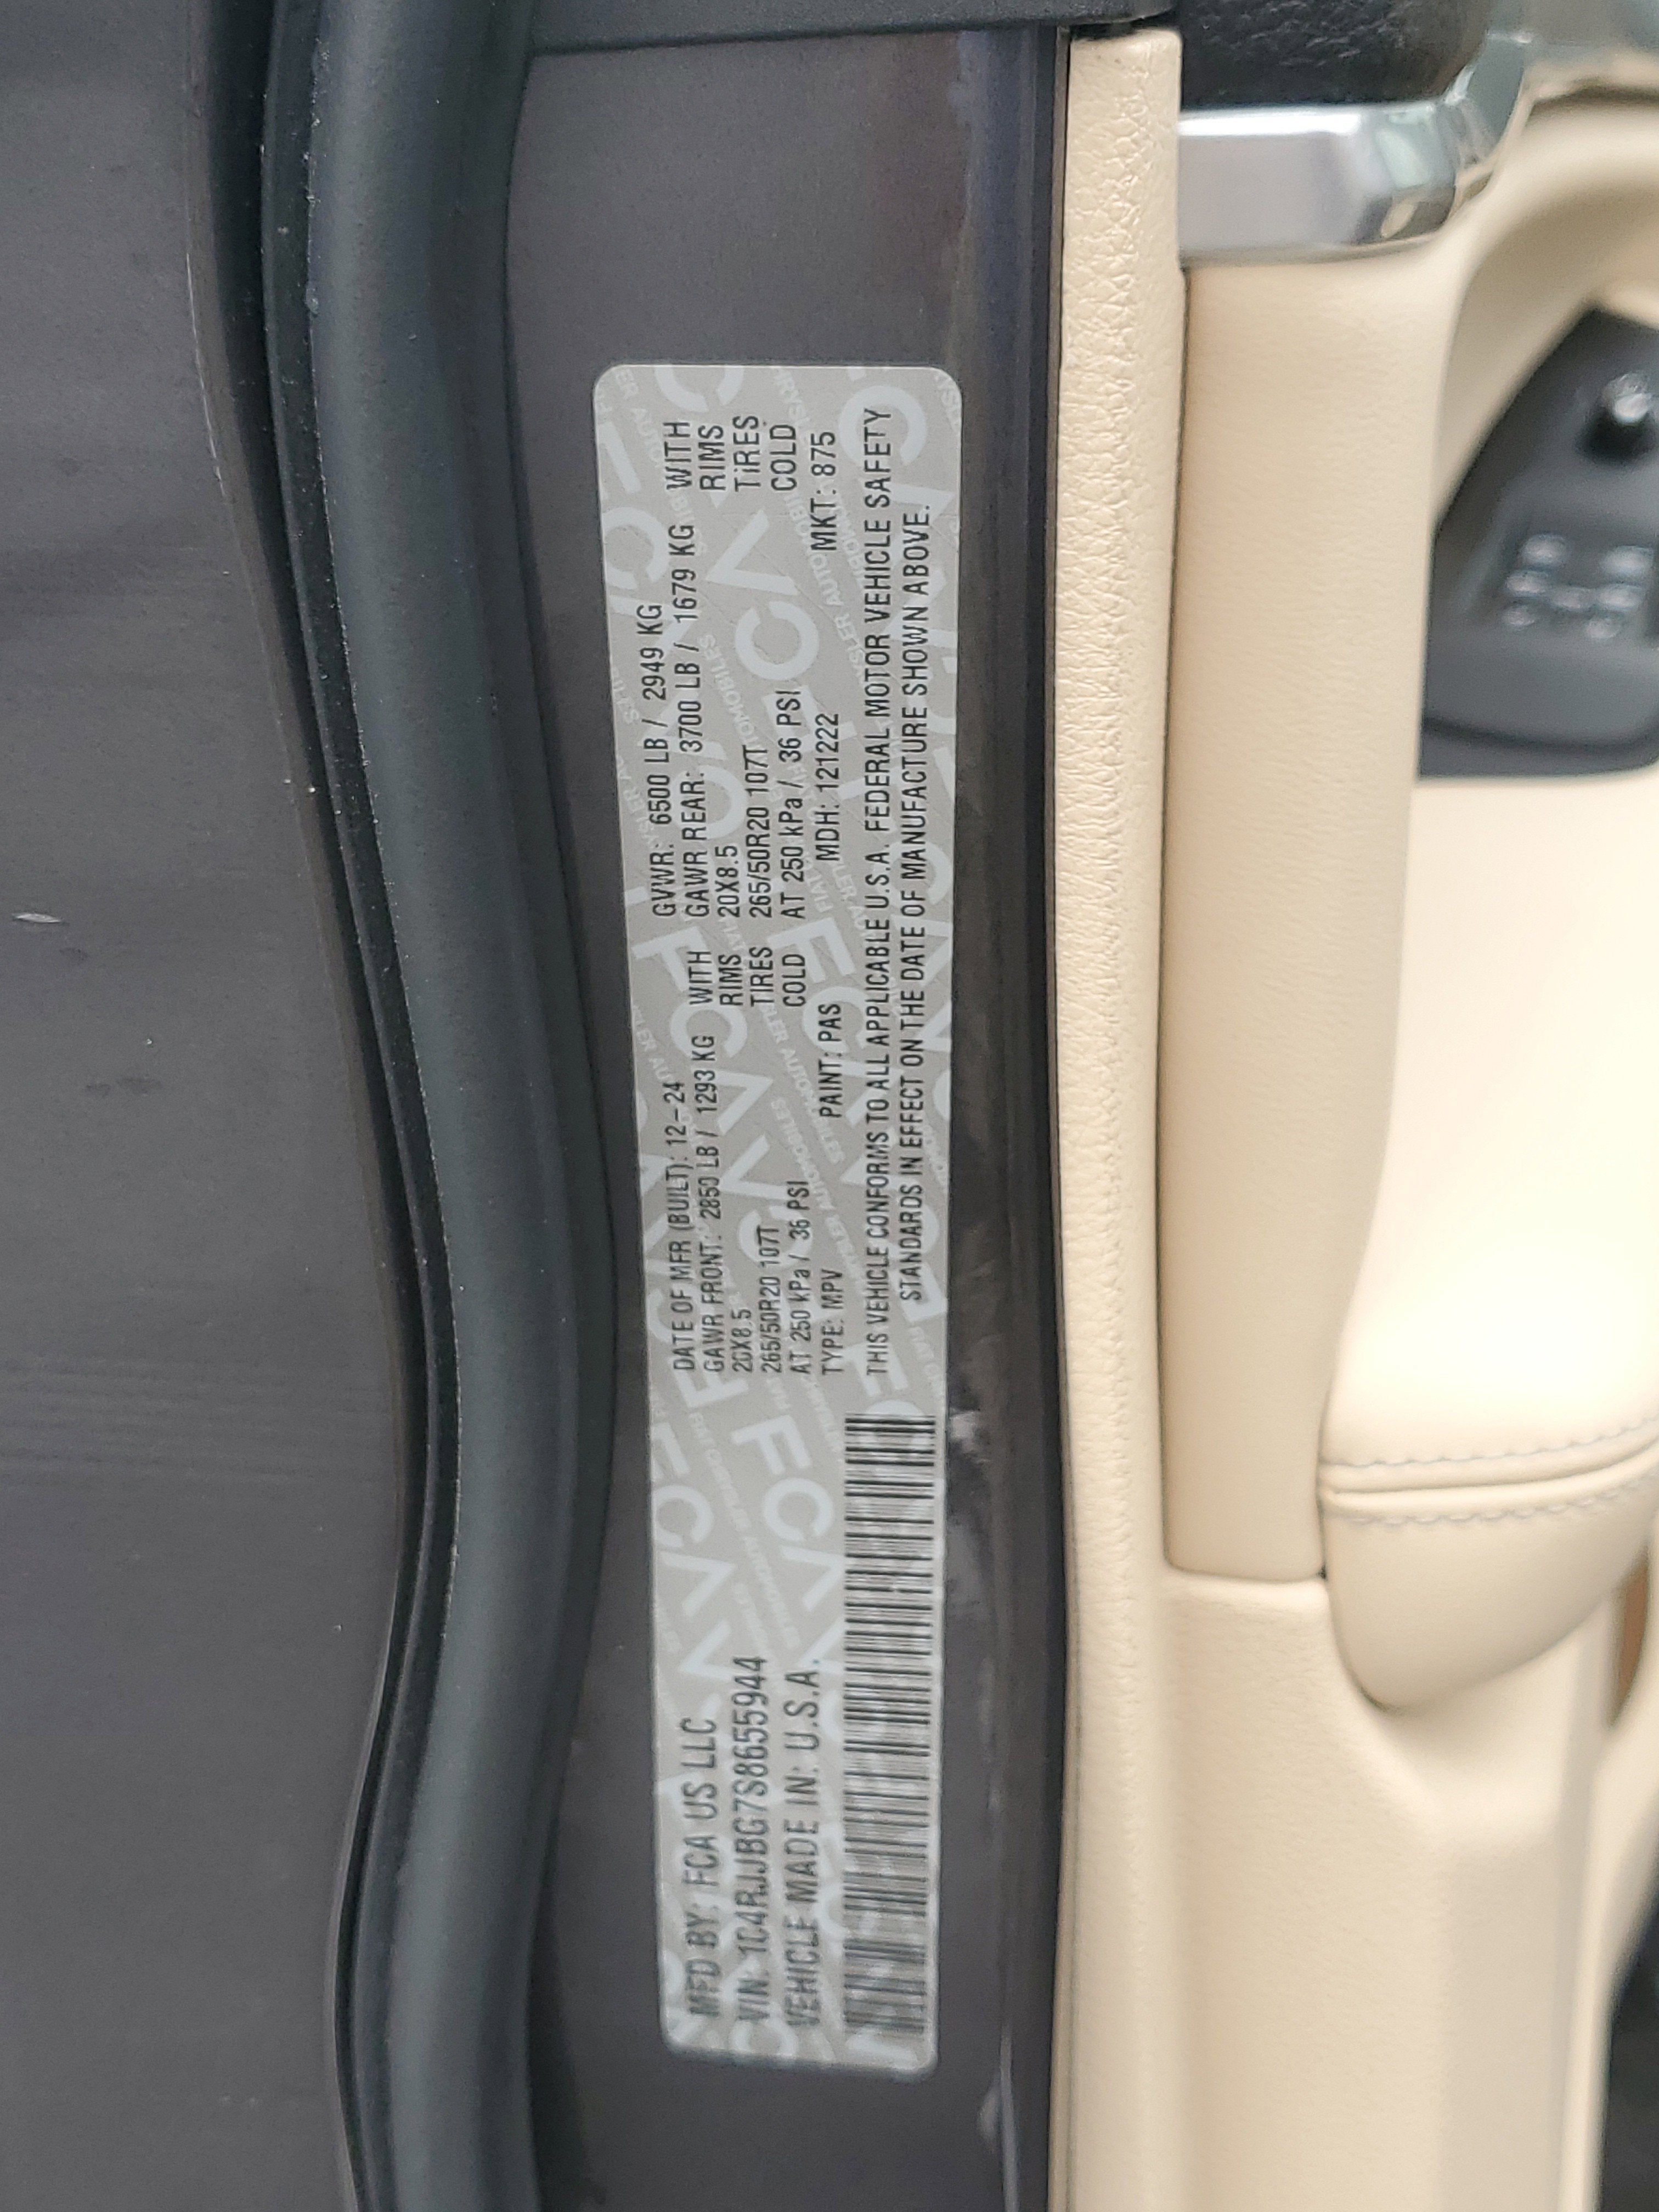 MFD BY: FCA US LLC
VIN: 1C4RJJBG7S8655944
VEHICLE MADE IN: U.S.A.
DATE OF MFR (BUILT): 12-24 GVWR: 6500 LB / 2949 KG
GAWR FRONT: 2850 LB / 1293 KG WITH GAWR REAR: 3700 LB / 1679 KG WITH
20X8.5 RIMS 20X8.5 RIMS
265/50R20 107T TIRES 265/50R20 107T TIRES
AT 250 kPa / 36 PSI COLD AT 250 kPa / 36 PSI COLD
TYPE: MPV PAINT: PAS MDH: 121222 MKT: 875
THIS VEHICLE CONFORMS TO ALL APPLICABLE U.S.A. FEDERAL MOTOR VEHICLE SAFETY
STANDARDS IN EFFECT ON THE DATE OF MANUFACTURE SHOWN ABOVE.